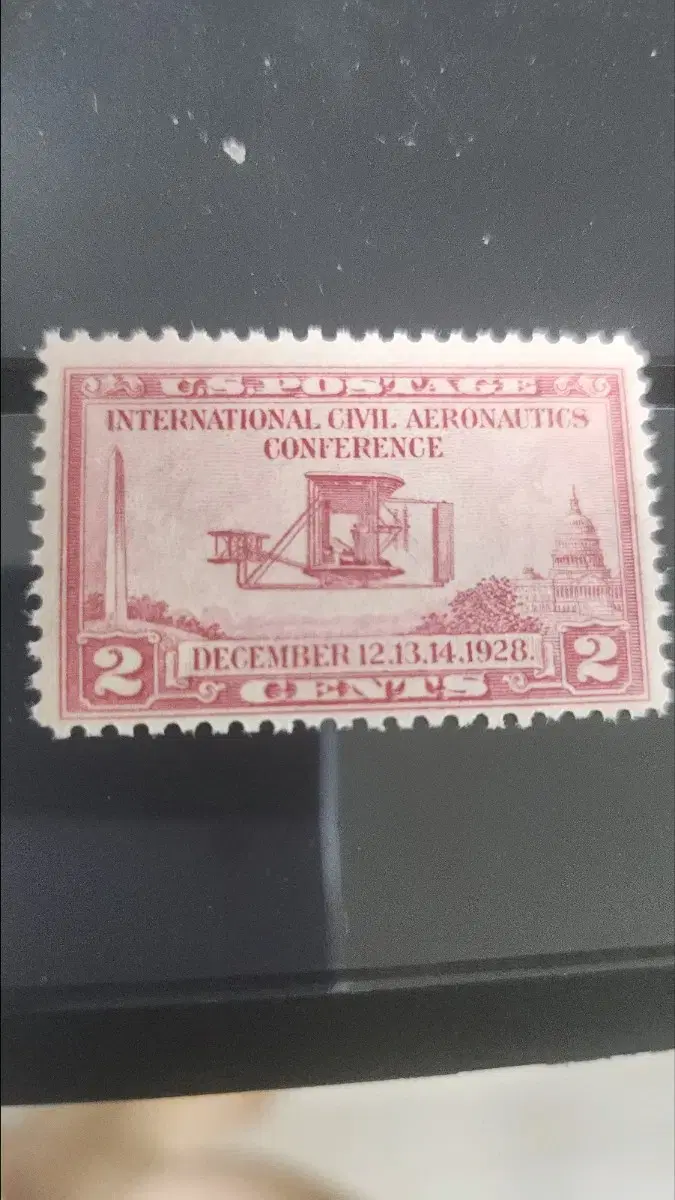 U.S. POSTAGE
INTERNATIONAL CIVIL AERONAUTICS
CONFERENCE
2 DECEMBER 12.13.14.1928. 2
CENTS